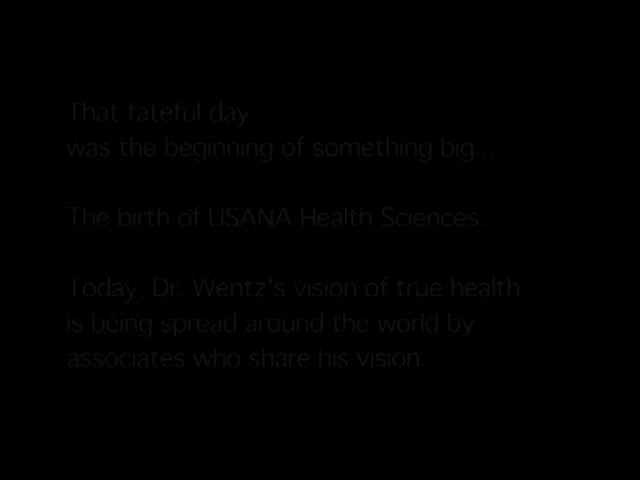 That fateful day
was the beginning of something big...
The birth of USANA Health Sciences.
Today, Dr. Wentz's vision of true health
is being spread around the world by
associates who share his vision.